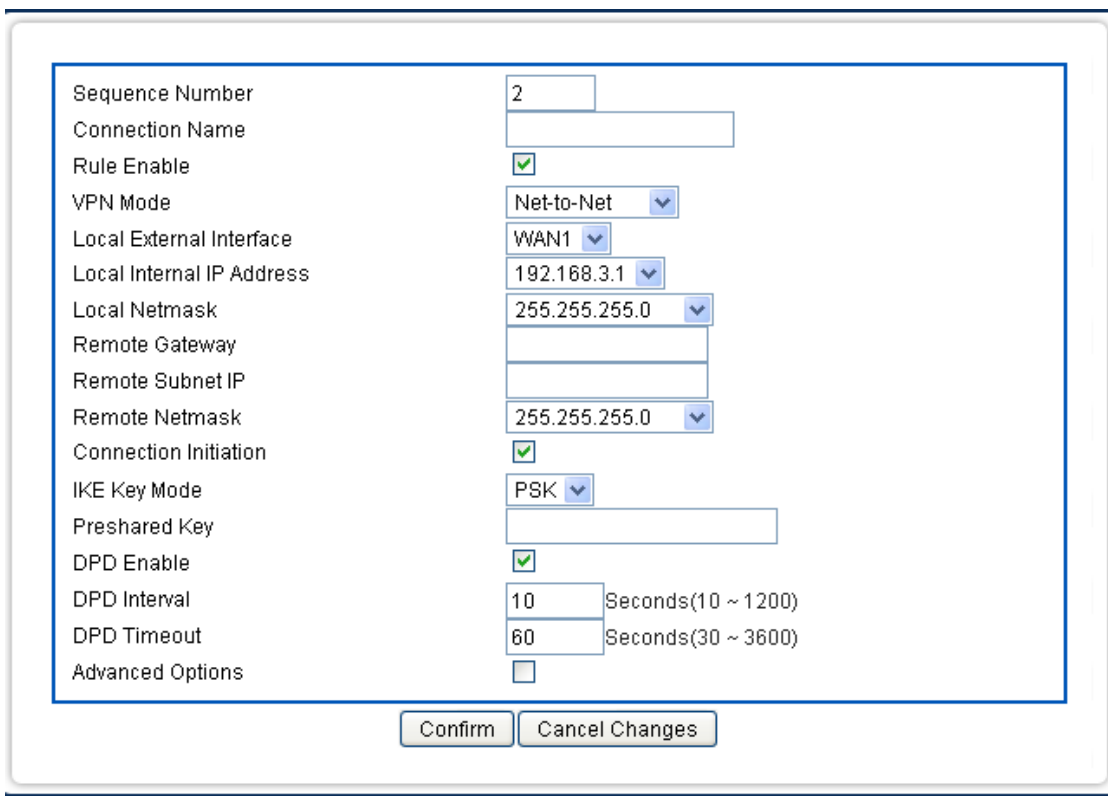 Sequence Number 2
Connection Name
Rule Enable
VPN Mode Net-to-Net
Local External Interface WAN1
Local Internal IP Address 192.168.3.1
Local Netmask 255.255.255.0
Remote Gateway
Remote Subnet IP
Remote Netmask 255.255.255.0
Connection Initiation
IKE Key Mode PSK
Preshared Key
DPD Enable
DPD Interval 10 Seconds(10 ~ 1200)
DPD Timeout 60 Seconds(30 ~ 3600)
Advanced Options
Confirm Cancel Changes